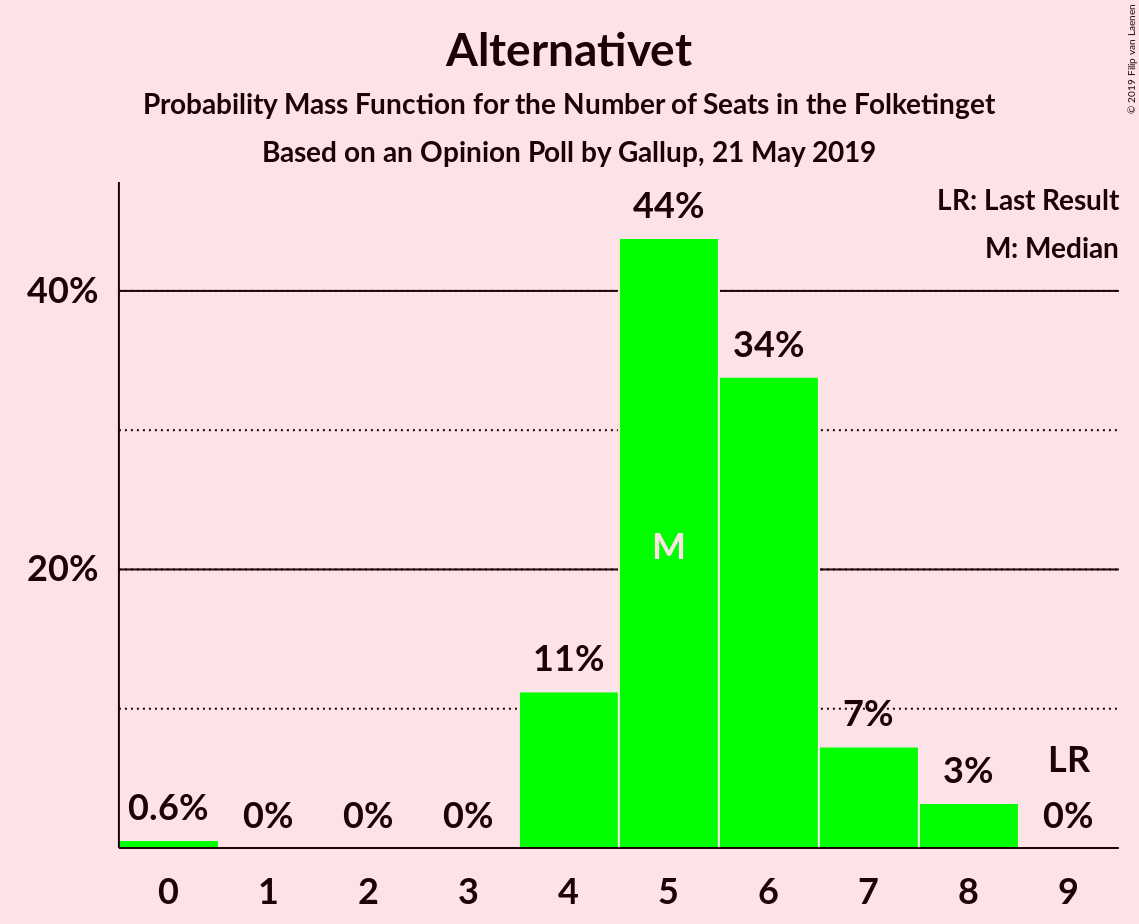 Alternativet
Probability Mass Function for the Number of Seats in the Folketinget
Based on an Opinion Poll by Gallup, 21 May 2019
© 2019 Filip van Laenen
LR: Last Result
M: Median
40%
20%
0.6%
0%
0%
0%
11%
44%
M
34%
7%
3%
LR
0%
0 1 2 3 4 5 6 7 8 9